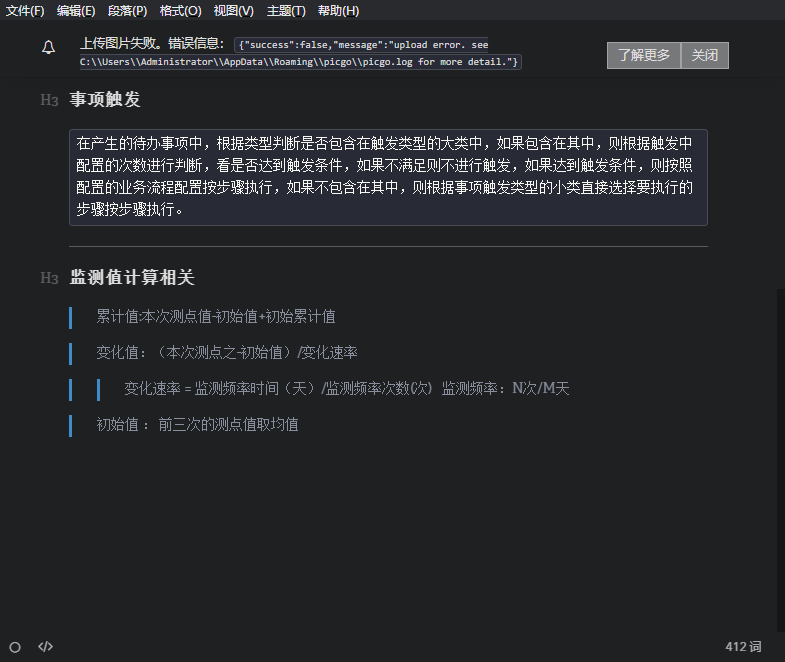 文件(F) 编辑(E) 段落(P) 格式(O) 视图(V) 主题(T) 帮助(H)
上传图片失败。错误信息： {"success":false,"message":"upload error. see
C:\\Users\\Administrator\\AppData\\Roaming\\picgo\\picgo.log for more detail."}
了解更多 关闭
H3 事项触发
在产生的待办事项中，根据类型判断是否包含在触发类型的大类中，如果包含在其中，则根据触发中
配置的次数进行判断，看是否达到触发条件，如果不满足则不进行触发，如果达到触发条件，则按照
配置的业务流程配置按步骤执行，如果不包含在其中，则根据事项触发类型的小类直接选择要执行的
步骤按步骤执行。
H3 监测值计算相关
累计值:本次测点值-初始值+初始累计值
变化值：（本次测点之-初始值）/变化速率
变化速率 = 监测频率时间（天）/监测频率次数(次) 监测频率：N次/M天
初始值 ：前三次的测点值取均值
412 词